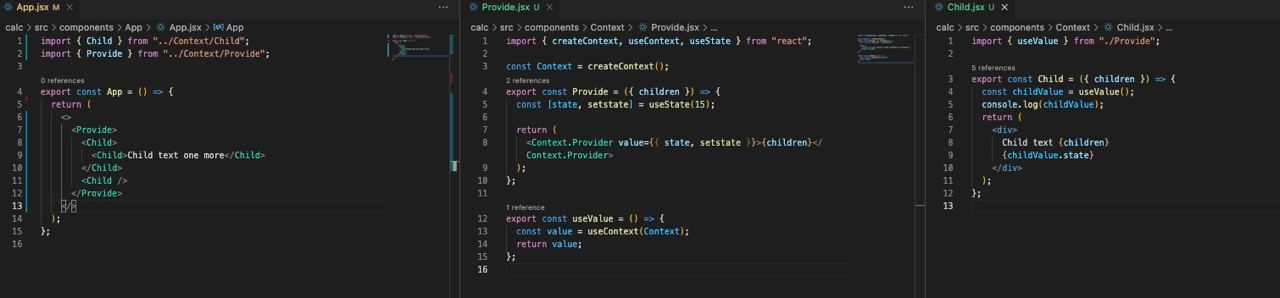 App.jsx M ×
calc > src > components > App > App.jsx > App
1 import { Child } from "../Context/Child";
2 import { Provide } from "../Context/Provide";
3
0 references
4 export const App = () => {
5 return (
6 <>
7 <Provide>
8 <Child>
9 <Child>Child text one more</Child>
10 </Child>
11 <Child />
12 </Provide>
13 </>
14 );
15 };
16
Provide.jsx U ×
calc > src > components > Context > Provide.jsx > ...
1 import { createContext, useContext, useState } from "react";
2
3 const Context = createContext();
2 references
4 export const Provide = ({ children }) => {
5 const [state, setstate] = useState(15);
6
7 return (
8 <Context.Provider value={{ state, setstate }}>{children}</
Context.Provider>
9 );
10 };
11
1 reference
12 export const useValue = () => {
13 const value = useContext(Context);
14 return value;
15 };
16
Child.jsx U ×
calc > src > components > Context > Child.jsx > ...
1 import { useValue } from "./Provide";
2
5 references
3 export const Child = ({ children }) => {
4 const childValue = useValue();
5 console.log(childValue);
6 return (
7 <div>
8 Child text {children}
9 {childValue.state}
10 </div>
11 );
12 };
13